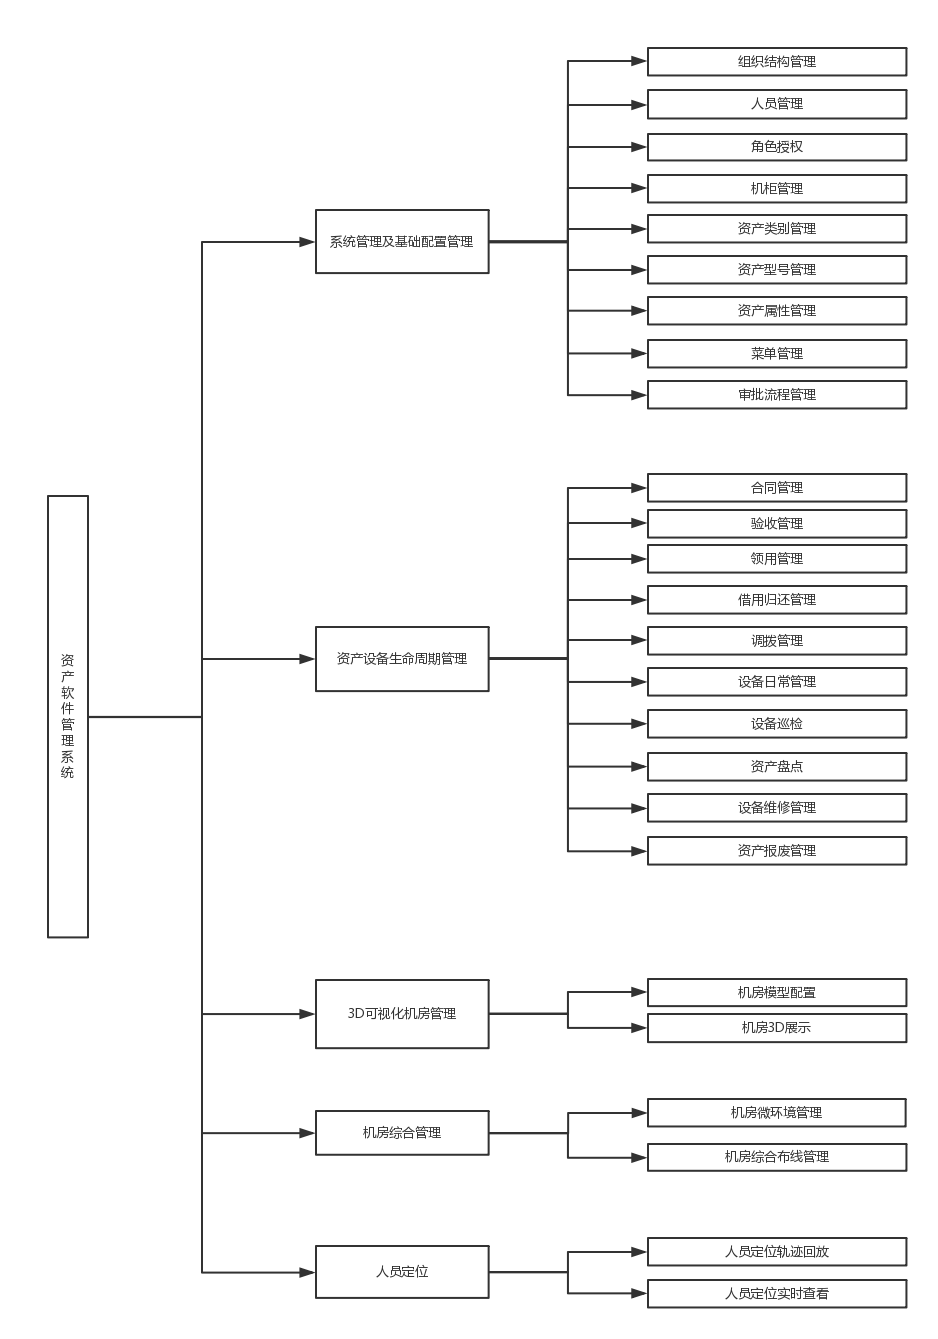 资产软件管理系统
系统管理及基础配置管理
组织结构管理
人员管理
角色授权
机柜管理
资产类别管理
资产型号管理
资产属性管理
菜单管理
审批流程管理
资产设备生命周期管理
合同管理
验收管理
领用管理
借用归还管理
调拨管理
设备日常管理
设备巡检
资产盘点
设备维修管理
资产报废管理
3D可视化机房管理
机房模型配置
机房3D展示
机房综合管理
机房微环境管理
机房综合布线管理
人员定位
人员定位轨迹回放
人员定位实时查看